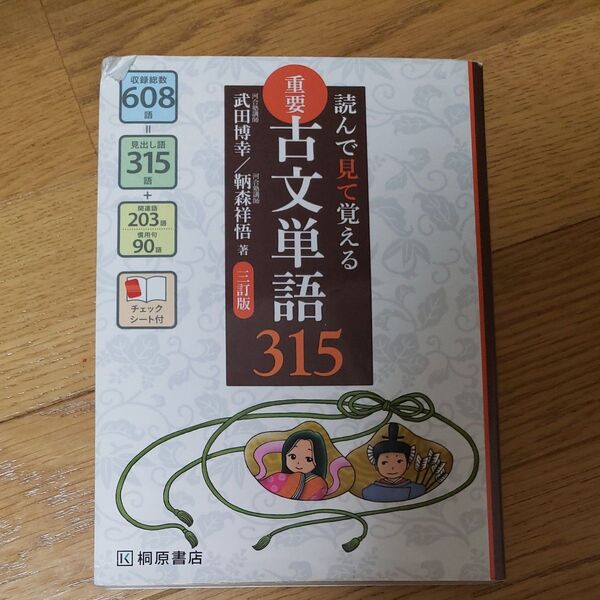 読んで見て覚える
重要
古文単語
315
河合塾講師
武田博幸/
河合塾講師
鞆森祥悟 著
三訂版
収録総数
608
語
=
見出し語
315
語
+
関連語
203語
慣用句
90語
チェック
シート付
K 桐原書店